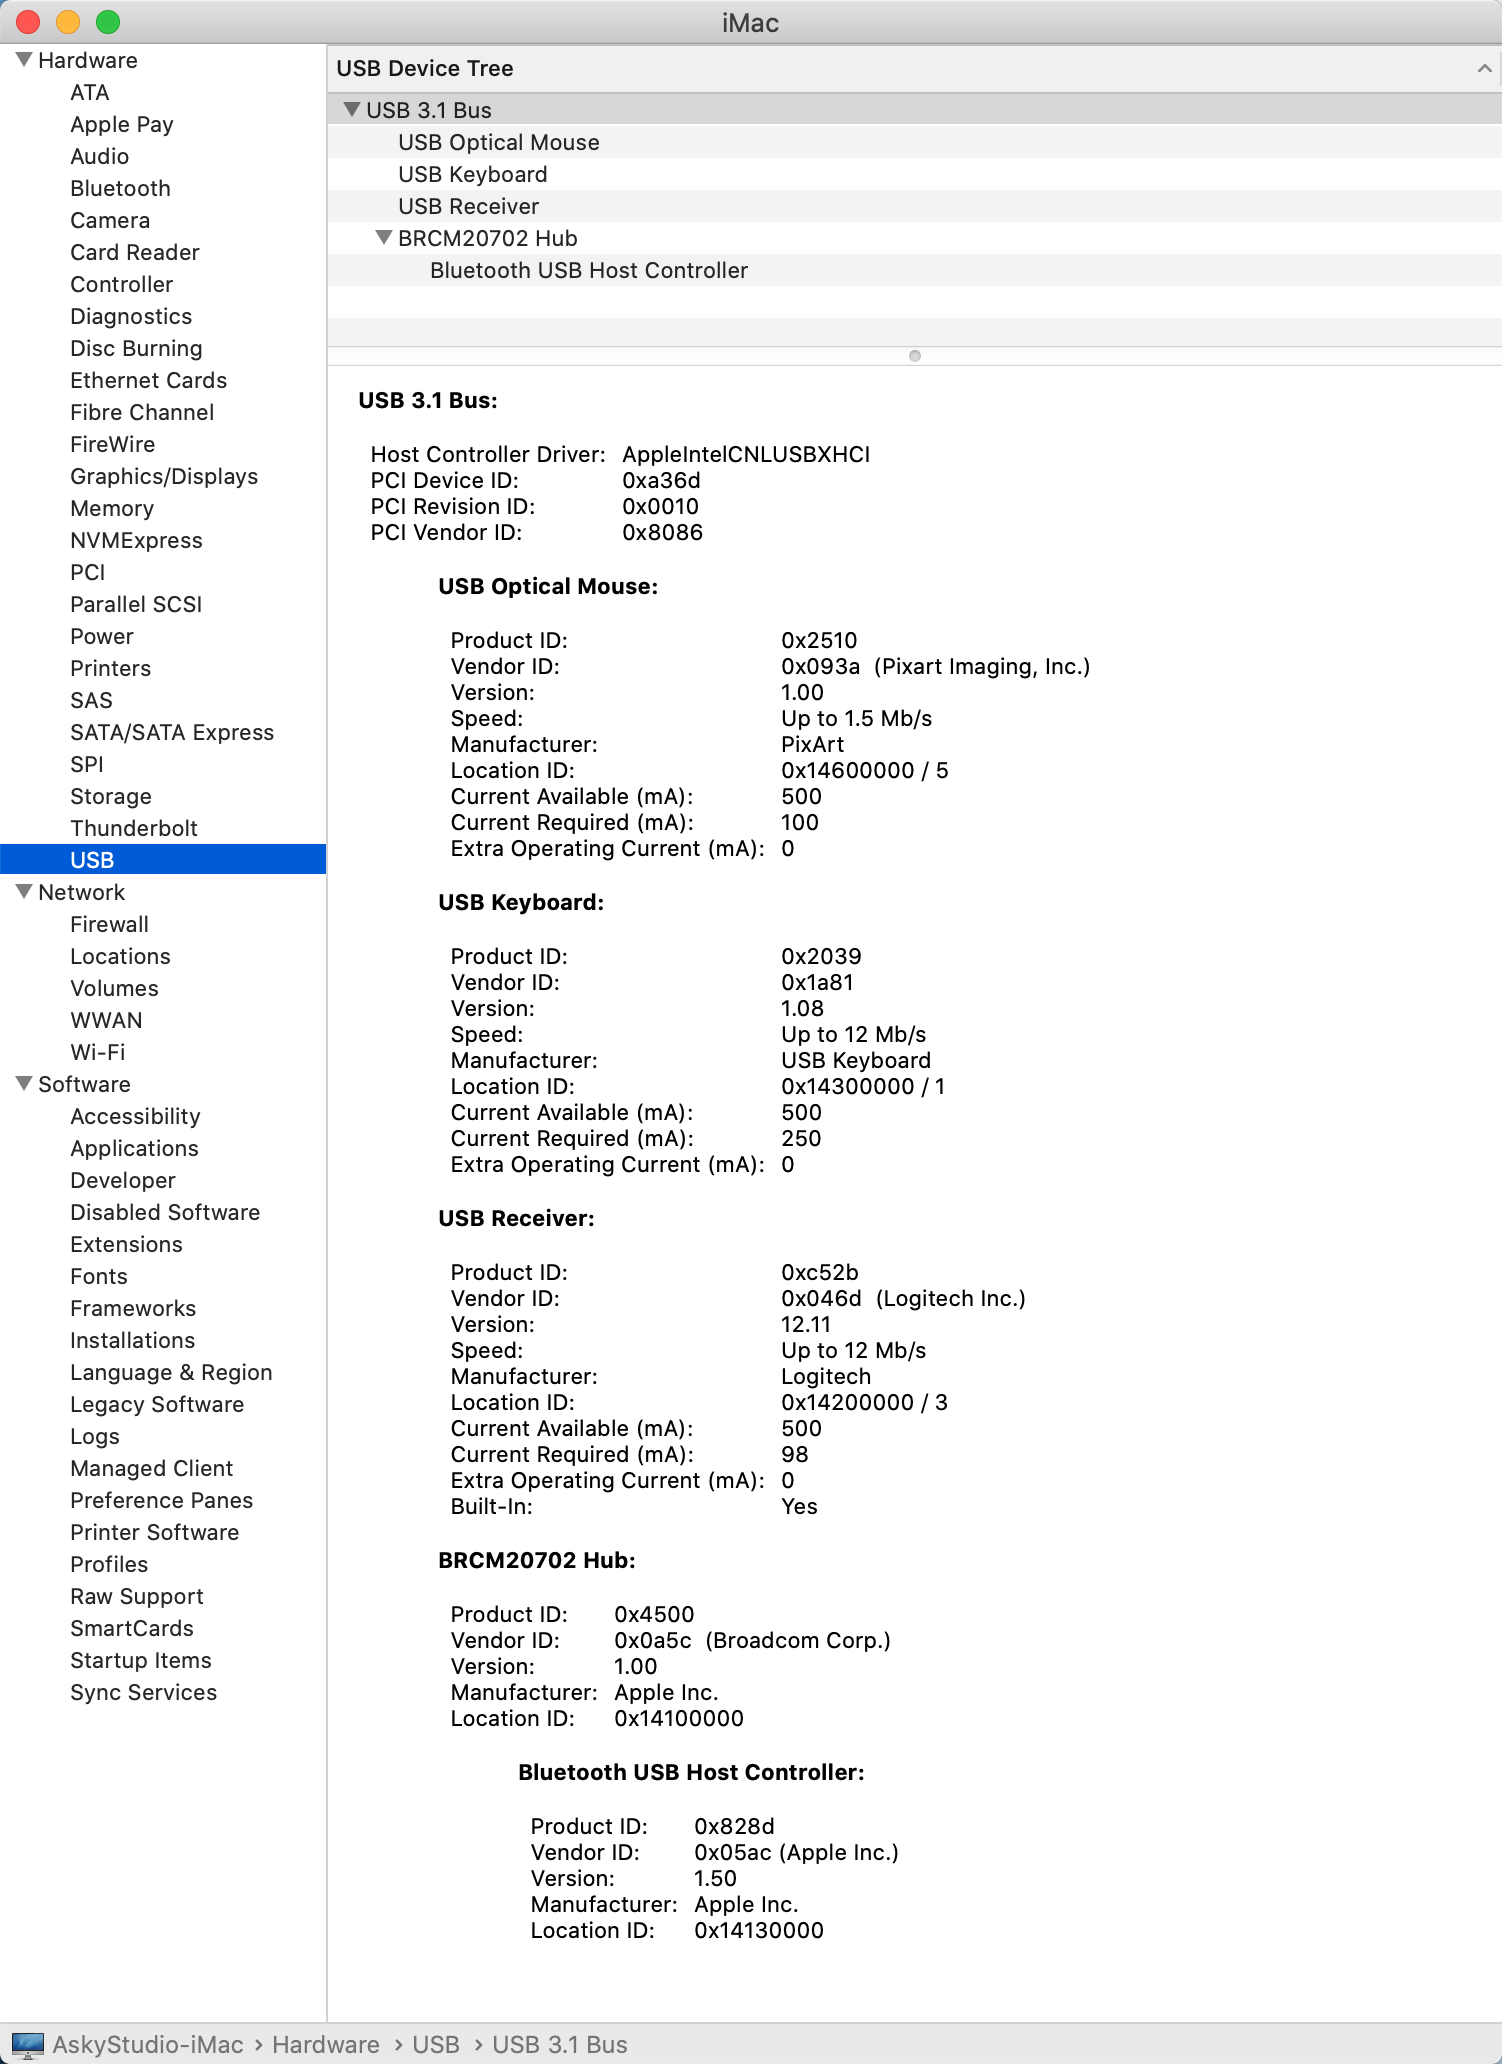 iMac
Hardware
ATA
Apple Pay
Audio
Bluetooth
Camera
Card Reader
Controller
Diagnostics
Disc Burning
Ethernet Cards
Fibre Channel
FireWire
Graphics/Displays
Memory
NVMExpress
PCI
Parallel SCSI
Power
Printers
SAS
SATA/SATA Express
SPI
Storage
Thunderbolt
USB
Network
Firewall
Locations
Volumes
WWAN
Wi-Fi
Software
Accessibility
Applications
Developer
Disabled Software
Extensions
Fonts
Frameworks
Installations
Language & Region
Legacy Software
Logs
Managed Client
Preference Panes
Printer Software
Profiles
Raw Support
SmartCards
Startup Items
Sync Services
USB Device Tree
USB 3.1 Bus
USB Optical Mouse
USB Keyboard
USB Receiver
BRCM20702 Hub
Bluetooth USB Host Controller
USB 3.1 Bus:
Host Controller Driver: AppleIntelCNLUSBXHCI
PCI Device ID: 0xa36d
PCI Revision ID: 0x0010
PCI Vendor ID: 0x8086
USB Optical Mouse:
Product ID: 0x2510
Vendor ID: 0x093a (Pixart Imaging, Inc.)
Version: 1.00
Speed: Up to 1.5 Mb/s
Manufacturer: PixArt
Location ID: 0x14600000 / 5
Current Available (mA): 500
Current Required (mA): 100
Extra Operating Current (mA): 0
USB Keyboard:
Product ID: 0x2039
Vendor ID: 0x1a81
Version: 1.08
Speed: Up to 12 Mb/s
Manufacturer: USB Keyboard
Location ID: 0x14300000 / 1
Current Available (mA): 500
Current Required (mA): 250
Extra Operating Current (mA): 0
USB Receiver:
Product ID: 0xc52b
Vendor ID: 0x046d (Logitech Inc.)
Version: 12.11
Speed: Up to 12 Mb/s
Manufacturer: Logitech
Location ID: 0x14200000 / 3
Current Available (mA): 500
Current Required (mA): 98
Extra Operating Current (mA): 0
Built-In: Yes
BRCM20702 Hub:
Product ID: 0x4500
Vendor ID: 0x0a5c (Broadcom Corp.)
Version: 1.00
Manufacturer: Apple Inc.
Location ID: 0x14100000
Bluetooth USB Host Controller:
Product ID: 0x828d
Vendor ID: 0x05ac (Apple Inc.)
Version: 1.50
Manufacturer: Apple Inc.
Location ID: 0x14130000
AskyStudio-iMac › Hardware › USB › USB 3.1 Bus